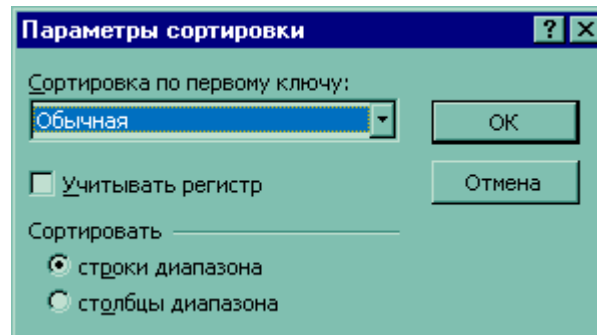 Параметры сортировки
Сортировка по первому ключу:
Обычная
ОК
Учитывать регистр
Отмена
Сортировать
строки диапазона
столбцы диапазона